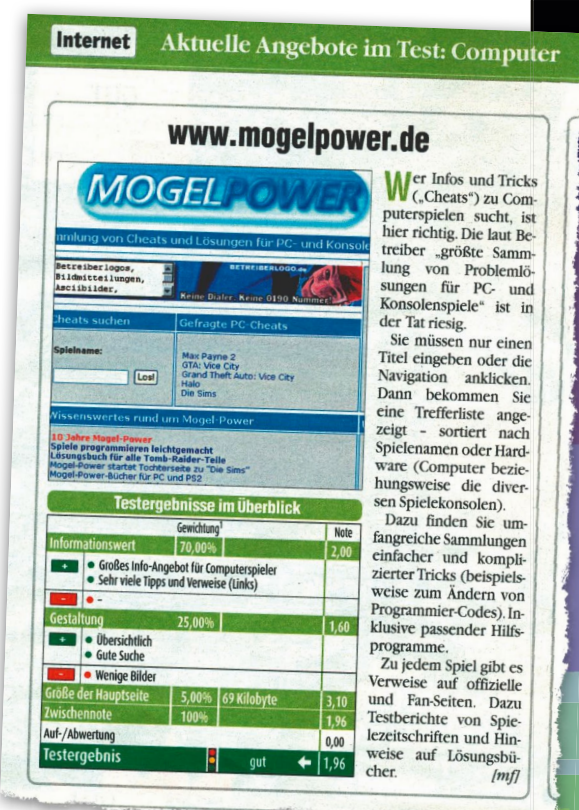 Internet
Aktuelle Angebote im Test: Computer
www.mogelpower.de
MOGELPOWER
mmlung von Cheats und Lösungen für PC- und Konsole
Betreiberlogos,
Bildmitteilungen,
Asciibilder,
BETREIBERLOGO.de
Keine Dialer. Keine 0190 Nummer!
Cheats suchen
Gefragte PC-Cheats
Spielname:
Los!
Max Payne 2
GTA: Vice City
Grand Theft Auto: Vice City
Halo
Die Sims
Wissenswertes rund um Mogel-Power
10 Jahre Mogel-Power
Spiele programmieren leichtgemacht
Lösungsbuch für alle Tomb-Raider-Teile
Mogel-Power startet Tochterseite zu "Die Sims"
Mogel-Power-Bücher für PC und PS2
Testergebnisse im Überblick
Gewichtung¹ Note
Informationswert 70,00% 2,00
+ • Großes Info-Angebot für Computerspieler
• Sehr viele Tipps und Verweise (Links)
- • –
Gestaltung 25,00% 1,60
+ • Übersichtlich
• Gute Suche
- • Wenige Bilder
Größe der Hauptseite 5,00% 69 Kilobyte 3,10
Zwischennote 100% 1,96
Auf-/Abwertung 0,00
Testergebnis gut 1,96
Wer Infos und Tricks
(„Cheats“) zu Com-
puterspielen sucht, ist
hier richtig. Die laut Be-
treiber „größte Samm-
lung von Problemlö-
sungen für PC- und
Konsolenspiele“ ist in
der Tat riesig.
Sie müssen nur einen
Titel eingeben oder die
Navigation anklicken.
Dann bekommen Sie
eine Trefferliste ange-
zeigt – sortiert nach
Spielenamen oder Hard-
ware (Computer bezie-
hungsweise die diver-
sen Spielekonsolen).
Dazu finden Sie um-
fangreiche Sammlungen
einfacher und kompli-
zierter Tricks (beispiels-
weise zum Ändern von
Programmier-Codes). In-
klusive passender Hilfs-
programme.
Zu jedem Spiel gibt es
Verweise auf offizielle
und Fan-Seiten. Dazu
Testberichte von Spie-
lezeitschriften und Hin-
weise auf Lösungsbü-
cher. [mf]